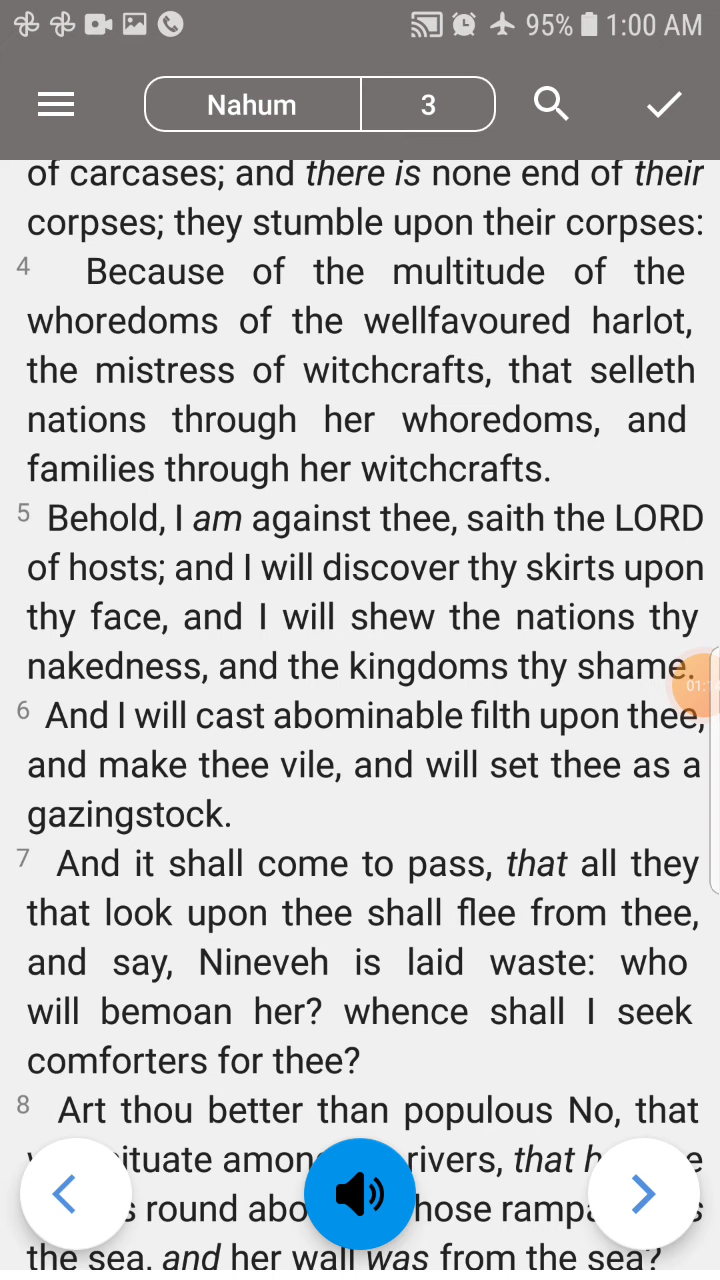 95% 1:00 AM
Nahum 3
of carcases; and there is none end of their
corpses; they stumble upon their corpses:
4 Because of the multitude of the
whoredoms of the wellfavoured harlot,
the mistress of witchcrafts, that selleth
nations through her whoredoms, and
families through her witchcrafts.
5 Behold, I am against thee, saith the LORD
of hosts; and I will discover thy skirts upon
thy face, and I will shew the nations thy
nakedness, and the kingdoms thy shame.
6 And I will cast abominable filth upon thee,
and make thee vile, and will set thee as a
gazingstock.
7 And it shall come to pass, that all they
that look upon thee shall flee from thee,
and say, Nineveh is laid waste: who
will bemoan her? whence shall I seek
comforters for thee?
8 Art thou better than populous No, that
rivers, that
round
the sea, and her wall was from the sea?